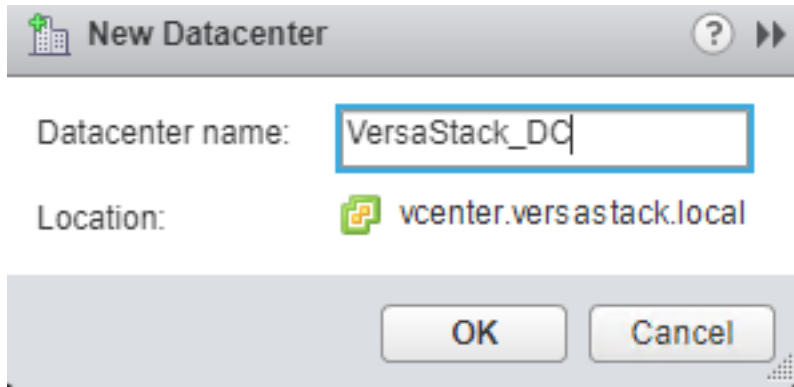 New Datacenter ?
Datacenter name: VersaStack_DC
Location: vcenter.versastack.local
OK Cancel